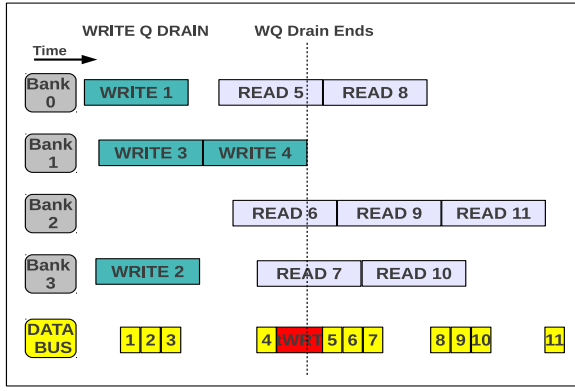 WRITE Q DRAIN WQ Drain Ends
Time
Bank 0 WRITE 1 READ 5 READ 8
Bank 1 WRITE 3 WRITE 4
Bank 2 READ 6 READ 9 READ 11
Bank 3 WRITE 2 READ 7 READ 10
DATA BUS 1 2 3 4 tWRT 5 6 7 8 9 10 11